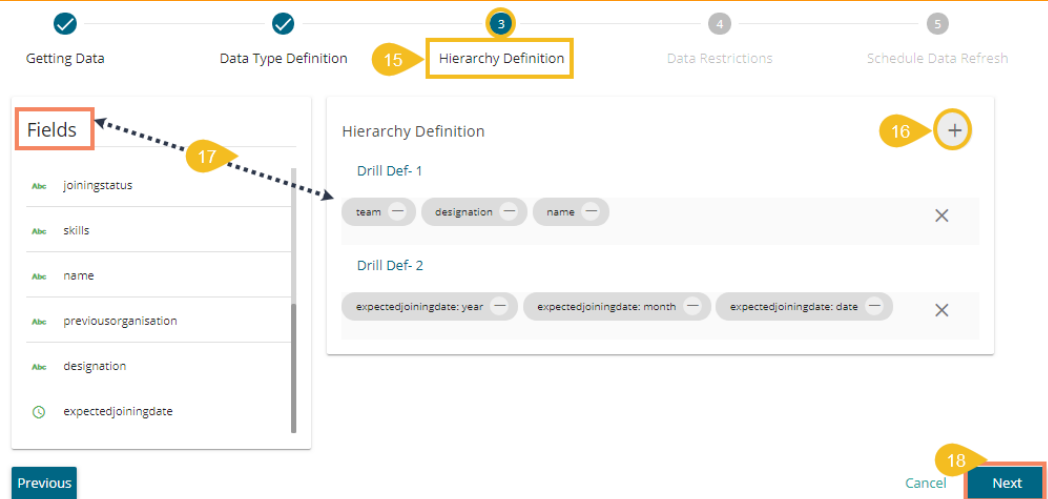 3
4
5
Getting Data
Data Type Definition
15
Hierarchy Definition
Data Restrictions
Schedule Data Refresh
Fields
17
Abc joiningstatus
Abc skills
Abc name
Abc previousorganisation
Abc designation
expectedjoiningdate
Hierarchy Definition
16
+
Drill Def- 1
team — designation — name —
Drill Def- 2
expectedjoiningdate: year — expectedjoiningdate: month — expectedjoiningdate: date —
18
Previous
Cancel
Next